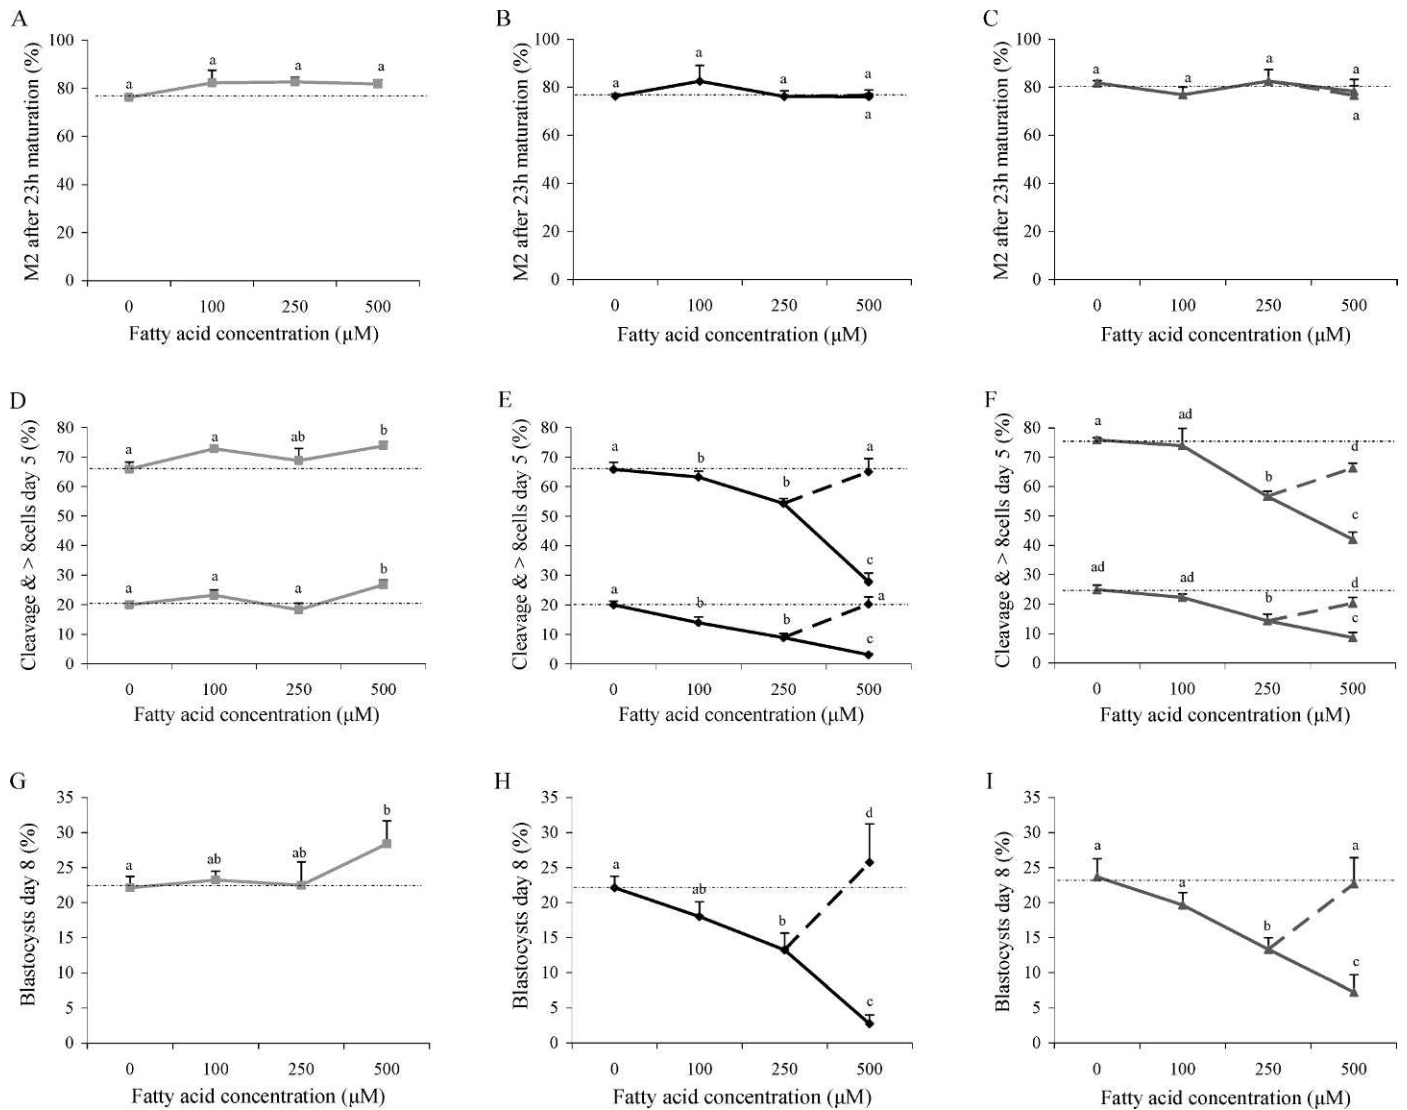 A
M2 after 23h maturation (%)
100
80
60
40
20
0
a
a
a
a
0 100 250 500
Fatty acid concentration (µM)
B
M2 after 23h maturation (%)
100
80
60
40
20
0
a
a
a
a
a
0 100 250 500
Fatty acid concentration (µM)
C
M2 after 23h maturation (%)
100
80
60
40
20
0
a
a
a
a
a
0 100 250 500
Fatty acid concentration (µM)
D
Cleavage & > 8cells day 5 (%)
80
70
60
50
40
30
20
10
0
a
a
ab
b
a
a
a
b
0 100 250 500
Fatty acid concentration (µM)
E
Cleavage & > 8cells day 5 (%)
80
70
60
50
40
30
20
10
0
a
b
b
a
c
a
b
b
a
c
0 100 250 500
Fatty acid concentration (µM)
F
Cleavage & > 8cells day 5 (%)
80
70
60
50
40
30
20
10
0
a
ad
b
d
c
ad
ad
b
d
c
0 100 250 500
Fatty acid concentration (µM)
G
Blastocysts day 8 (%)
35
30
25
20
15
10
5
0
a
ab
ab
b
0 100 250 500
Fatty acid concentration (µM)
H
Blastocysts day 8 (%)
35
30
25
20
15
10
5
0
a
ab
b
d
c
0 100 250 500
Fatty acid concentration (µM)
I
Blastocysts day 8 (%)
35
30
25
20
15
10
5
0
a
a
b
a
c
0 100 250 500
Fatty acid concentration (µM)